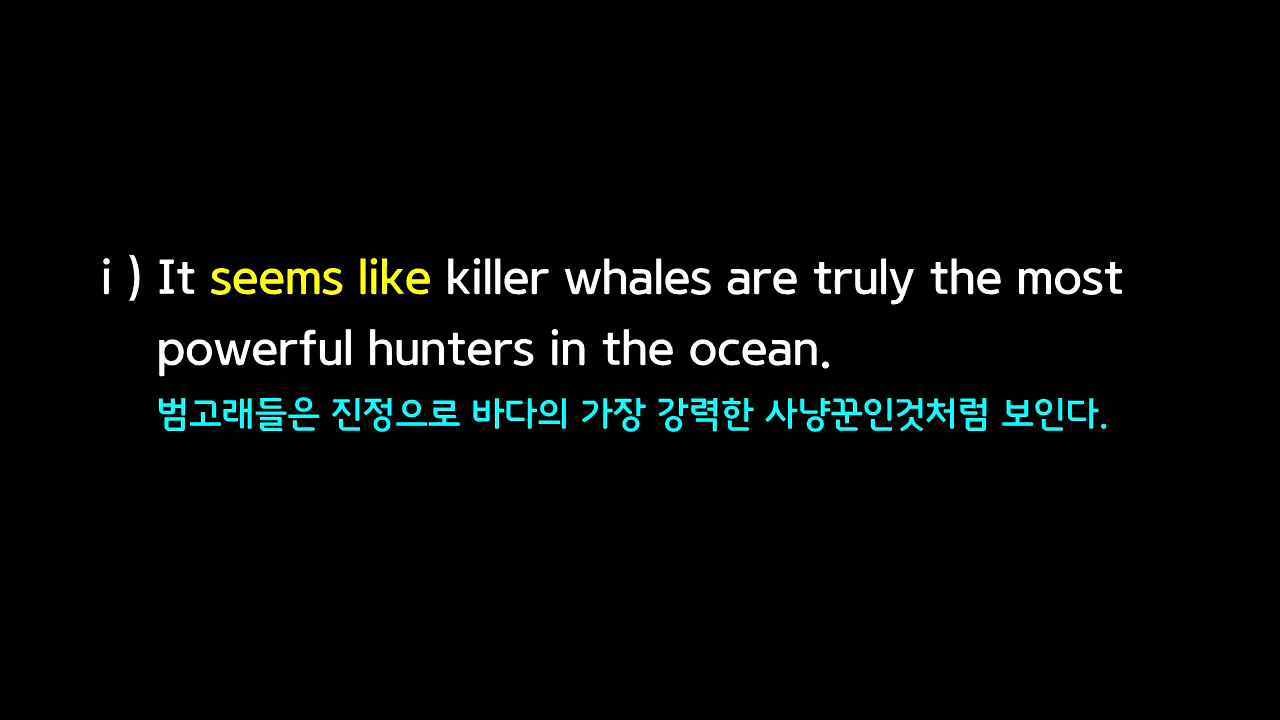 i ) It seems like killer whales are truly the most
powerful hunters in the ocean.
범고래들은 진정으로 바다의 가장 강력한 사냥꾼인것처럼 보인다.